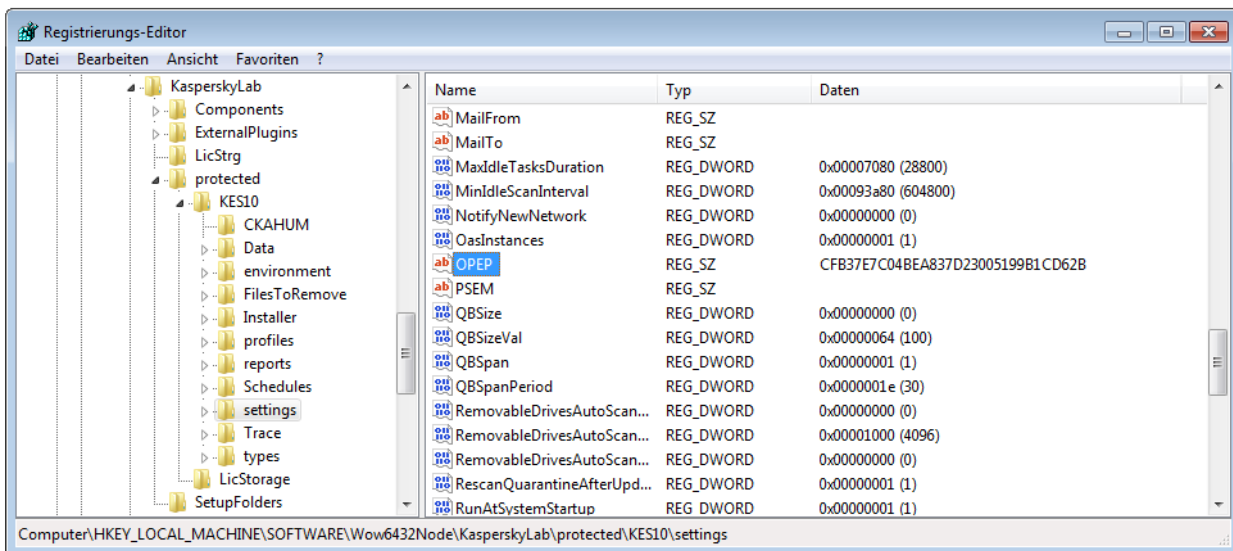 Registrierungs-Editor
Datei Bearbeiten Ansicht Favoriten ?
KasperskyLab
Components
ExternalPlugins
LicStrg
protected
KES10
CKAHUM
Data
environment
FilesToRemove
Installer
profiles
reports
Schedules
settings
Trace
types
LicStorage
SetupFolders
Name Typ Daten
MailFrom REG_SZ
MailTo REG_SZ
MaxIdleTasksDuration REG_DWORD 0x00007080 (28800)
MinIdleScanInterval REG_DWORD 0x00093a80 (604800)
NotifyNewNetwork REG_DWORD 0x00000000 (0)
OasInstances REG_DWORD 0x00000001 (1)
OPEP REG_SZ CFB37E7C04BEA837D23005199B1CD62B
PSEM REG_SZ
QBSize REG_DWORD 0x00000000 (0)
QBSizeVal REG_DWORD 0x00000064 (100)
QBSpan REG_DWORD 0x00000001 (1)
QBSpanPeriod REG_DWORD 0x0000001e (30)
RemovableDrivesAutoScan... REG_DWORD 0x00000000 (0)
RemovableDrivesAutoScan... REG_DWORD 0x00001000 (4096)
RemovableDrivesAutoScan... REG_DWORD 0x00000000 (0)
RescanQuarantineAfterUpd... REG_DWORD 0x00000001 (1)
RunAtSystemStartup REG_DWORD 0x00000001 (1)
Computer\HKEY_LOCAL_MACHINE\SOFTWARE\Wow6432Node\KasperskyLab\protected\KES10\settings